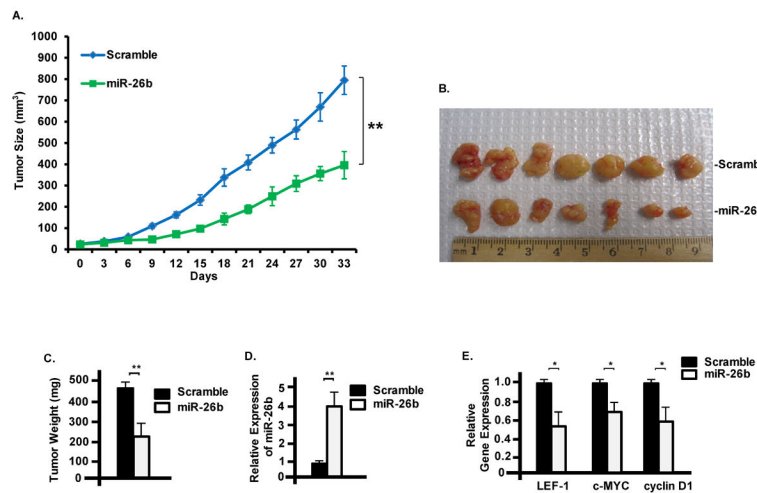 A.
1000
900
800
700
600
500
400
300
200
100
0
Tumor Size (mm³)
Scramble
miR-26b
**
0 3 6 9 12 15 18 21 24 27 30 33
Days
B.
-Scramb
-miR-26
mm 1 2 3 4 5 6 7 8 9
C.
Tumor Weight (mg)
500
400
300
200
100
0
**
Scramble
miR-26b
D.
Relative Expression
of miR-26b
5
4
3
2
1
0
**
Scramble
miR-26b
E.
Relative
Gene Expression
1.0
0.8
0.6
0.4
0.2
0
* * *
Scramble
miR-26b
LEF-1 c-MYC cyclin D1